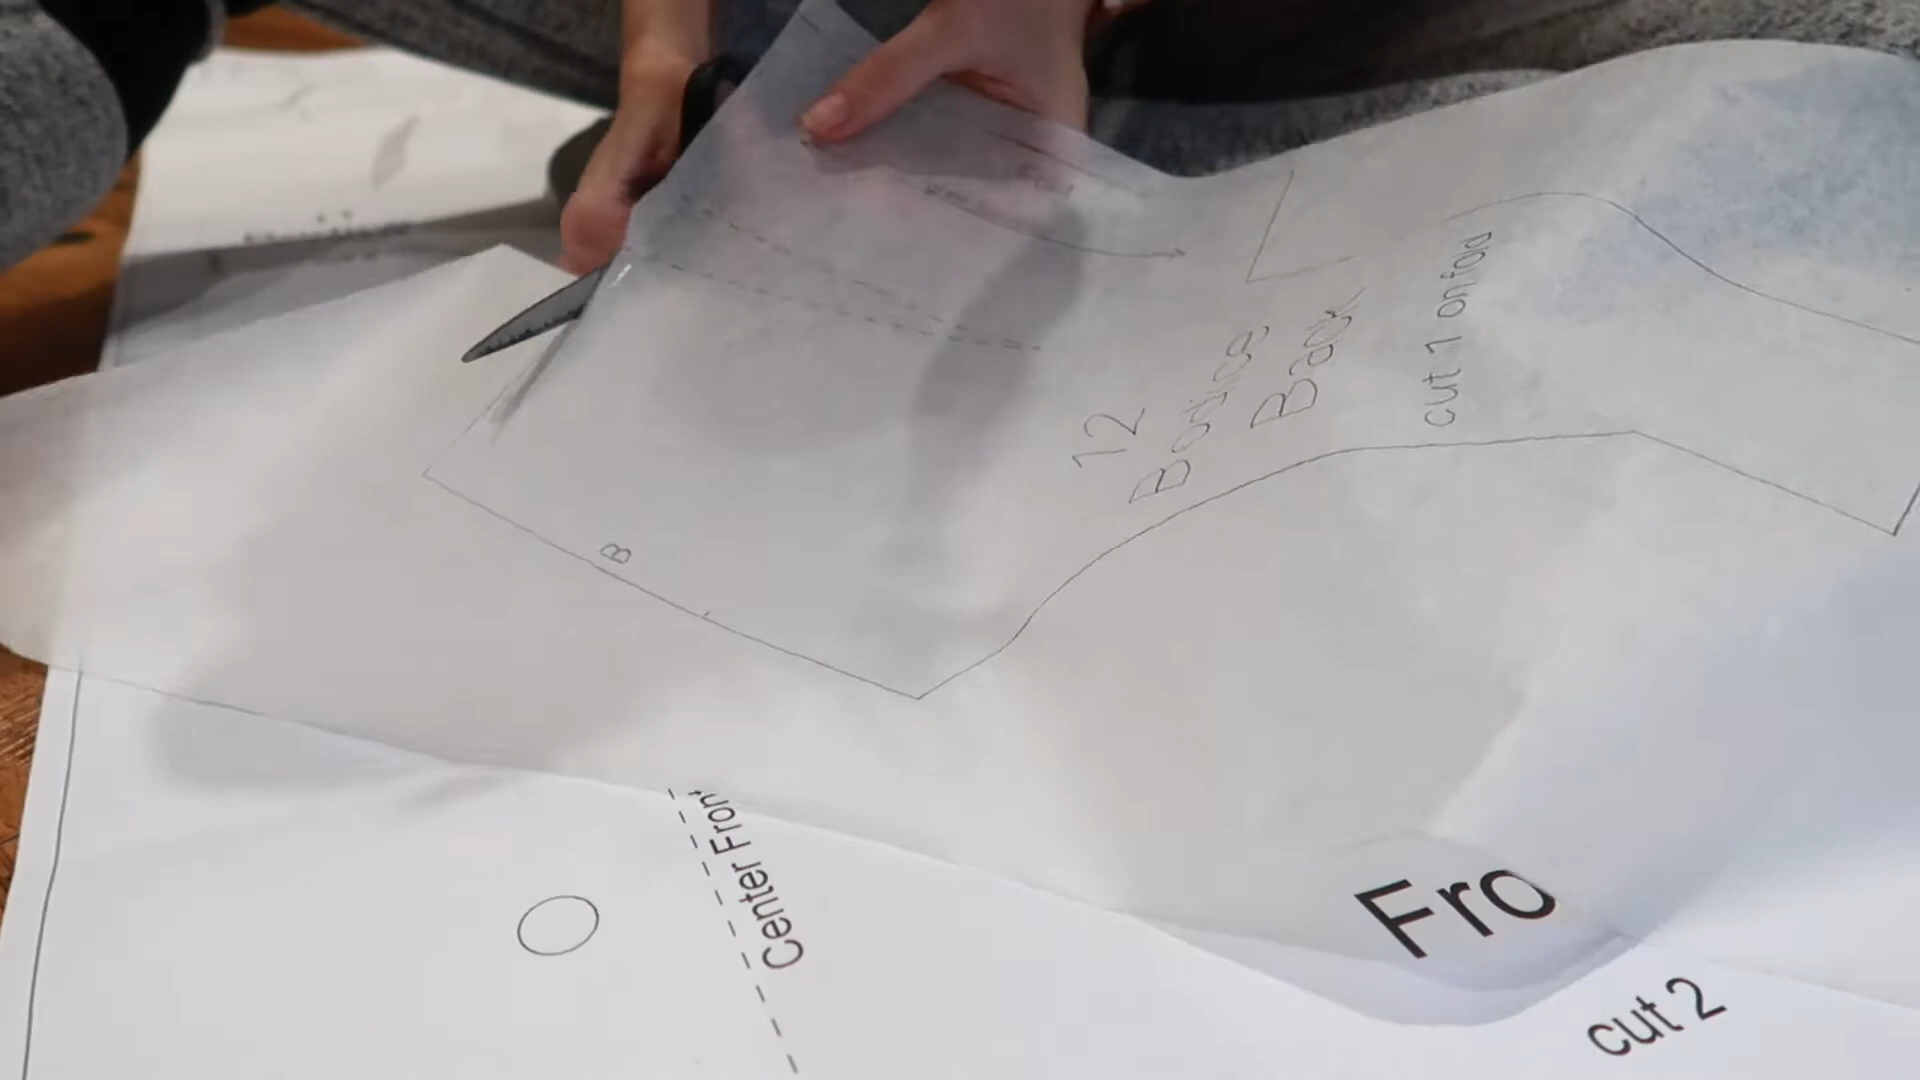 12
Bodice
Back
cut 1 on fold
B
Center Front
Fro
cut 2